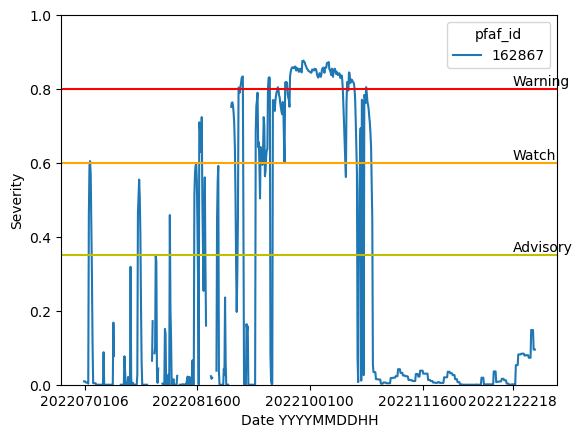 pfaf_id
162867
1.0
0.8
0.6
0.4
0.2
0.0
Severity
Warning
Watch
Advisory
2022070106
2022081600
2022100100
2022111600
2022122218
Date YYYYMMDDHH